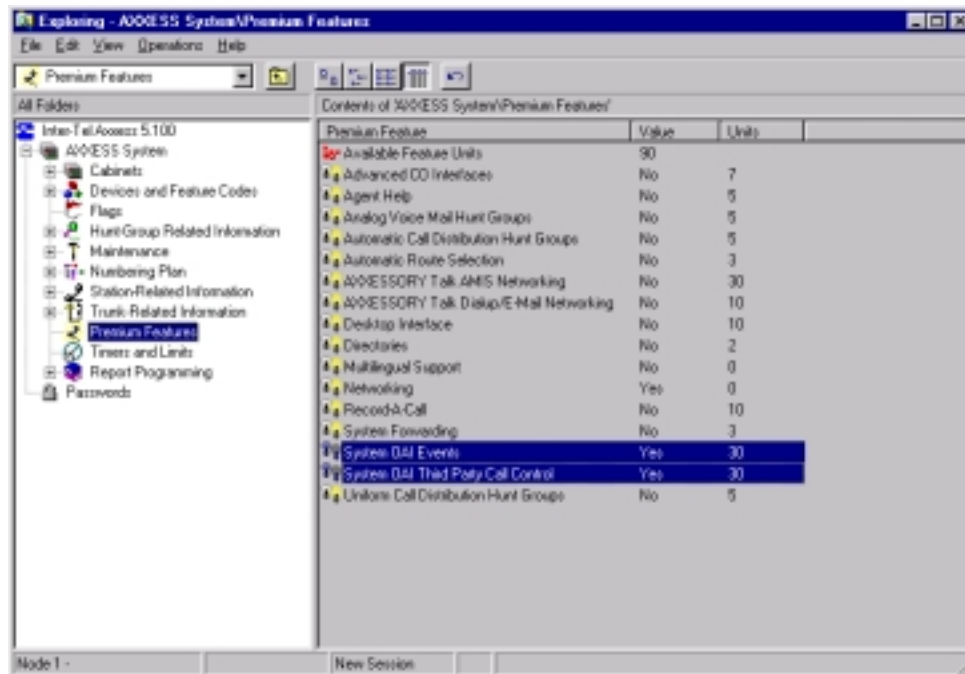 Exploring - AXXESS System\Premium Features
File Edit View Operations Help
Premium Features
All Folders
Contents of 'AXXESS System\Premium Features'
Inter-Tel Axxess 5.100
AXXESS System
Cabinets
Devices and Feature Codes
Flags
Hunt-Group Related Information
Maintenance
Numbering Plan
Station-Related Information
Trunk-Related Information
Premium Features
Timers and Limits
Report Programming
Passwords
Premium Feature Value Units
Available Feature Units 90
Advanced CO Interfaces No 7
Agent Help No 5
Analog Voice Mail Hunt Groups No 5
Automatic Call Distribution Hunt Groups No 5
Automatic Route Selection No 3
AXXESSORY Talk AMIS Networking No 30
AXXESSORY Talk Dialup/E-Mail Networking No 10
Desktop Interface No 10
Directories No 2
Multilingual Support No 0
Networking Yes 0
Record-A-Call No 10
System Forwarding No 3
System OAI Events Yes 30
System OAI Third Party Call Control Yes 30
Uniform Call Distribution Hunt Groups No 5
Node 1 -
New Session